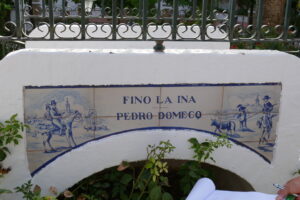 FINO LA INA
PEDRO DOMECQ